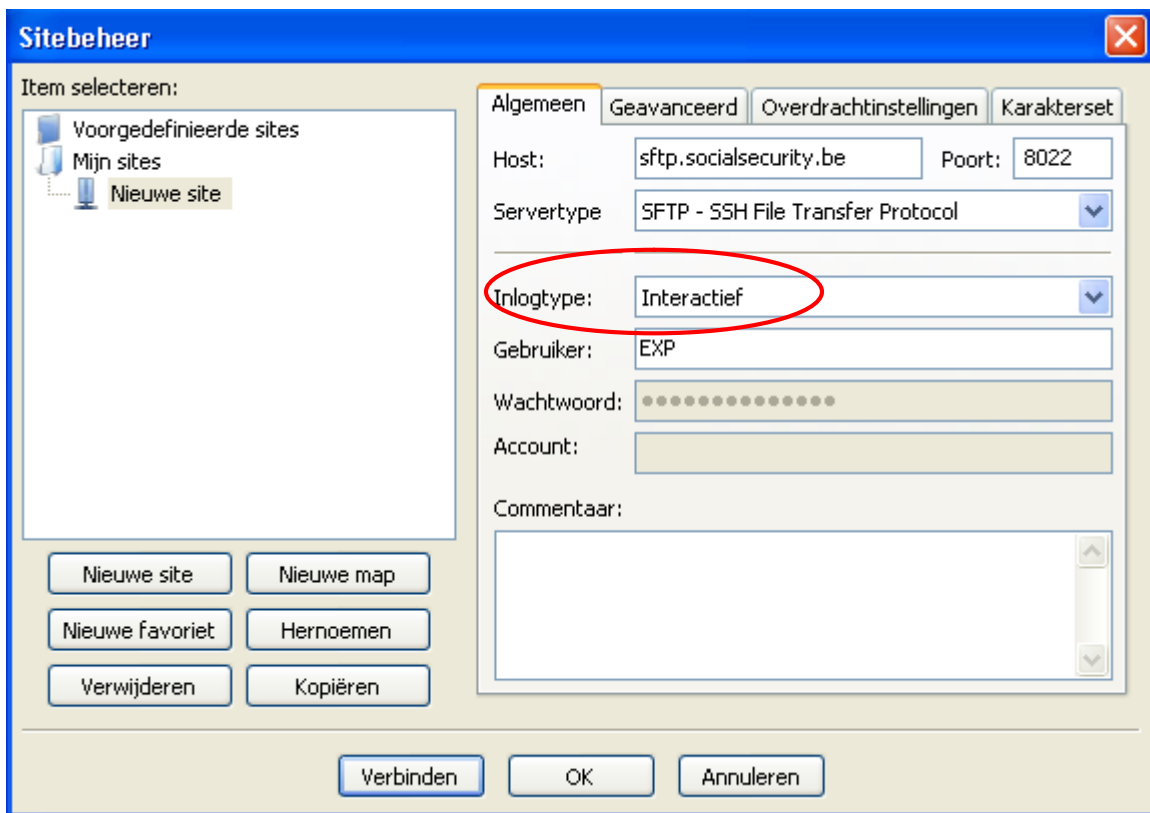 Sitebeheer
Item selecteren:
Voorgedefinieerde sites
Mijn sites
Nieuwe site
Nieuwe site Nieuwe map
Nieuwe favoriet Hernoemen
Verwijderen Kopiëren
Algemeen Geavanceerd Overdrachtinstellingen Karakterset
Host: sftp.socialsecurity.be Poort: 8022
Servertype SFTP - SSH File Transfer Protocol
Inlogtype: Interactief
Gebruiker: EXP
Wachtwoord: ●●●●●●●●●●●●●●
Account:
Commentaar:
Verbinden OK Annuleren